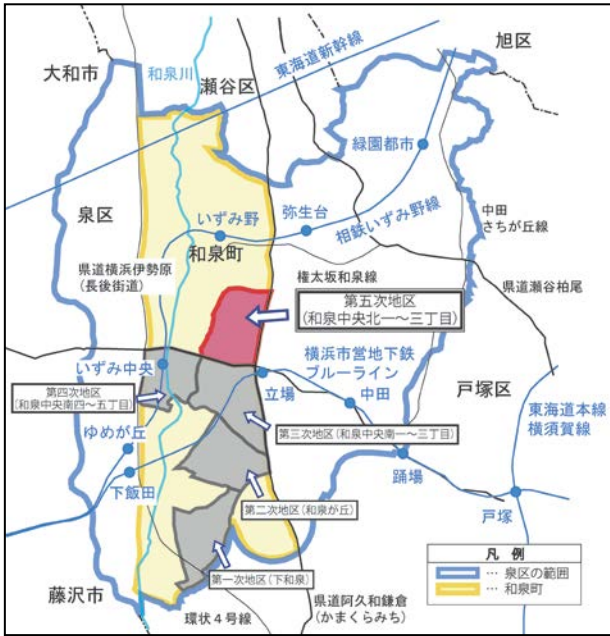 旭区
大和市
和泉川
瀬谷区
東海道新幹線
緑園都市
泉区
いずみ野
弥生台
相鉄いずみ野線
中田
さちが丘線
和泉町
県道横浜伊勢原
(長後街道)
権太坂和泉線
県道瀬谷柏尾
第五次地区
(和泉中央北一～三丁目)
いずみ中央
横浜市営地下鉄
ブルーライン
第四次地区
(和泉中央南四～五丁目)
立場
中田
戸塚区
東海道本線
横須賀線
ゆめが丘
第三次地区(和泉中央南一～三丁目)
踊場
下飯田
戸塚
第二次地区(和泉が丘)
第一次地区(下和泉)
凡 例
… 泉区の範囲
… 和泉町
藤沢市
環状4号線
県道阿久和鎌倉
(かまくらみち)